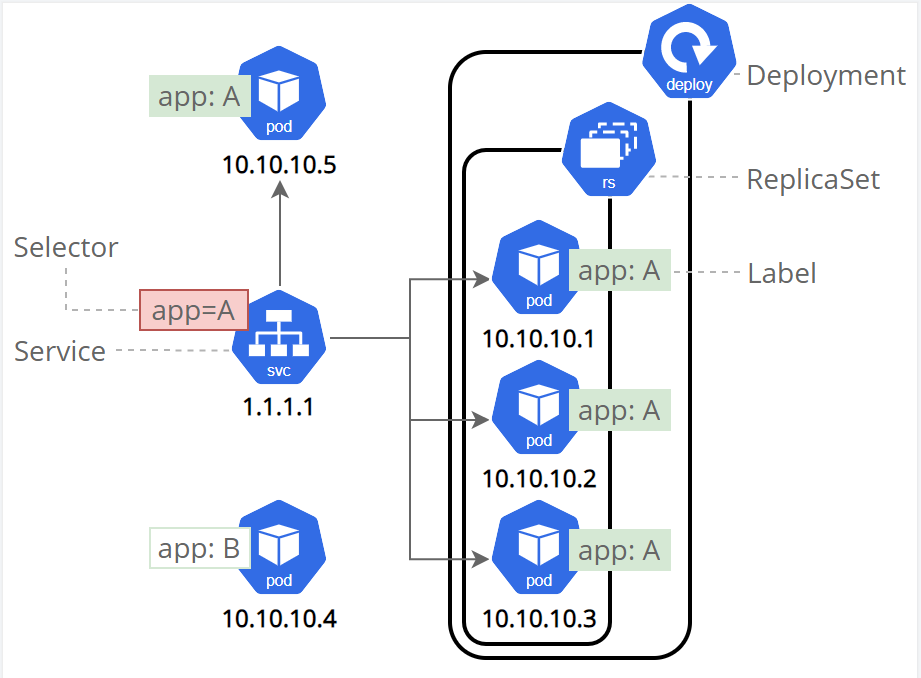 deploy
Deployment
app: A
pod
10.10.10.5
rs
ReplicaSet
Selector
app=A
Service
svc
1.1.1.1
pod
app: A
Label
10.10.10.1
pod
app: A
10.10.10.2
app: B
pod
10.10.10.4
pod
app: A
10.10.10.3